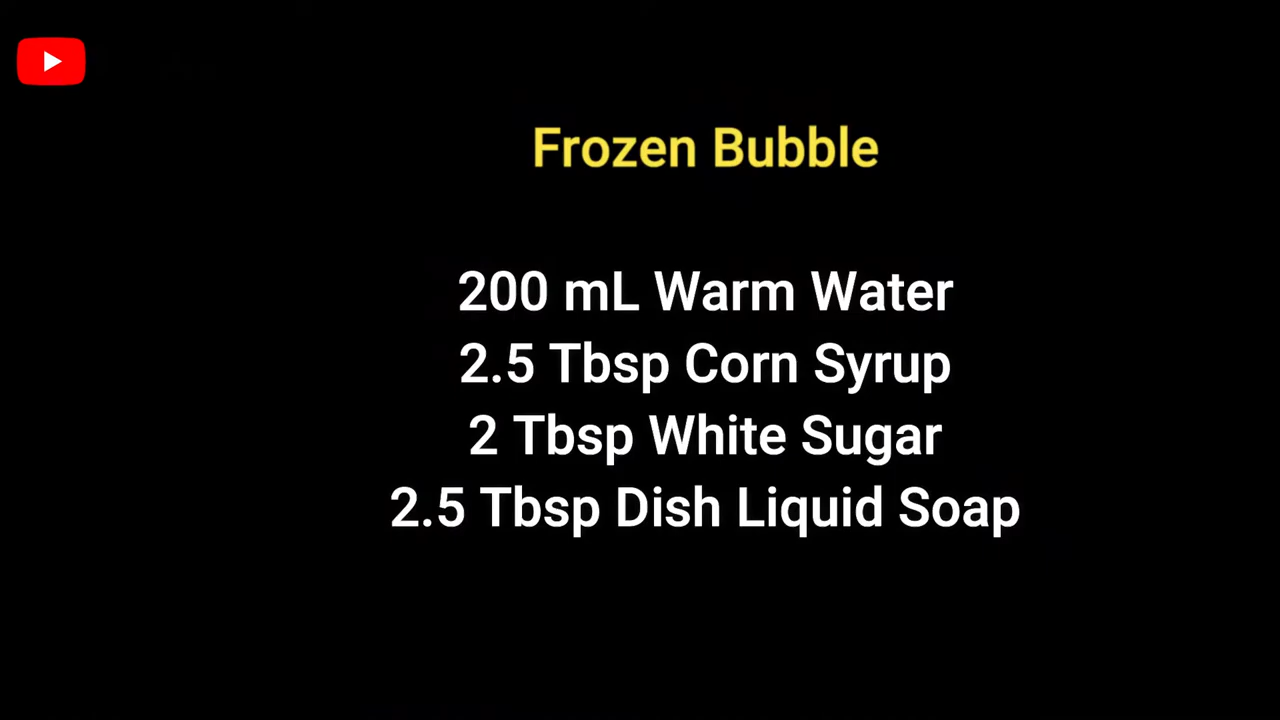 Frozen Bubble
200 mL Warm Water
2.5 Tbsp Corn Syrup
2 Tbsp White Sugar
2.5 Tbsp Dish Liquid Soap